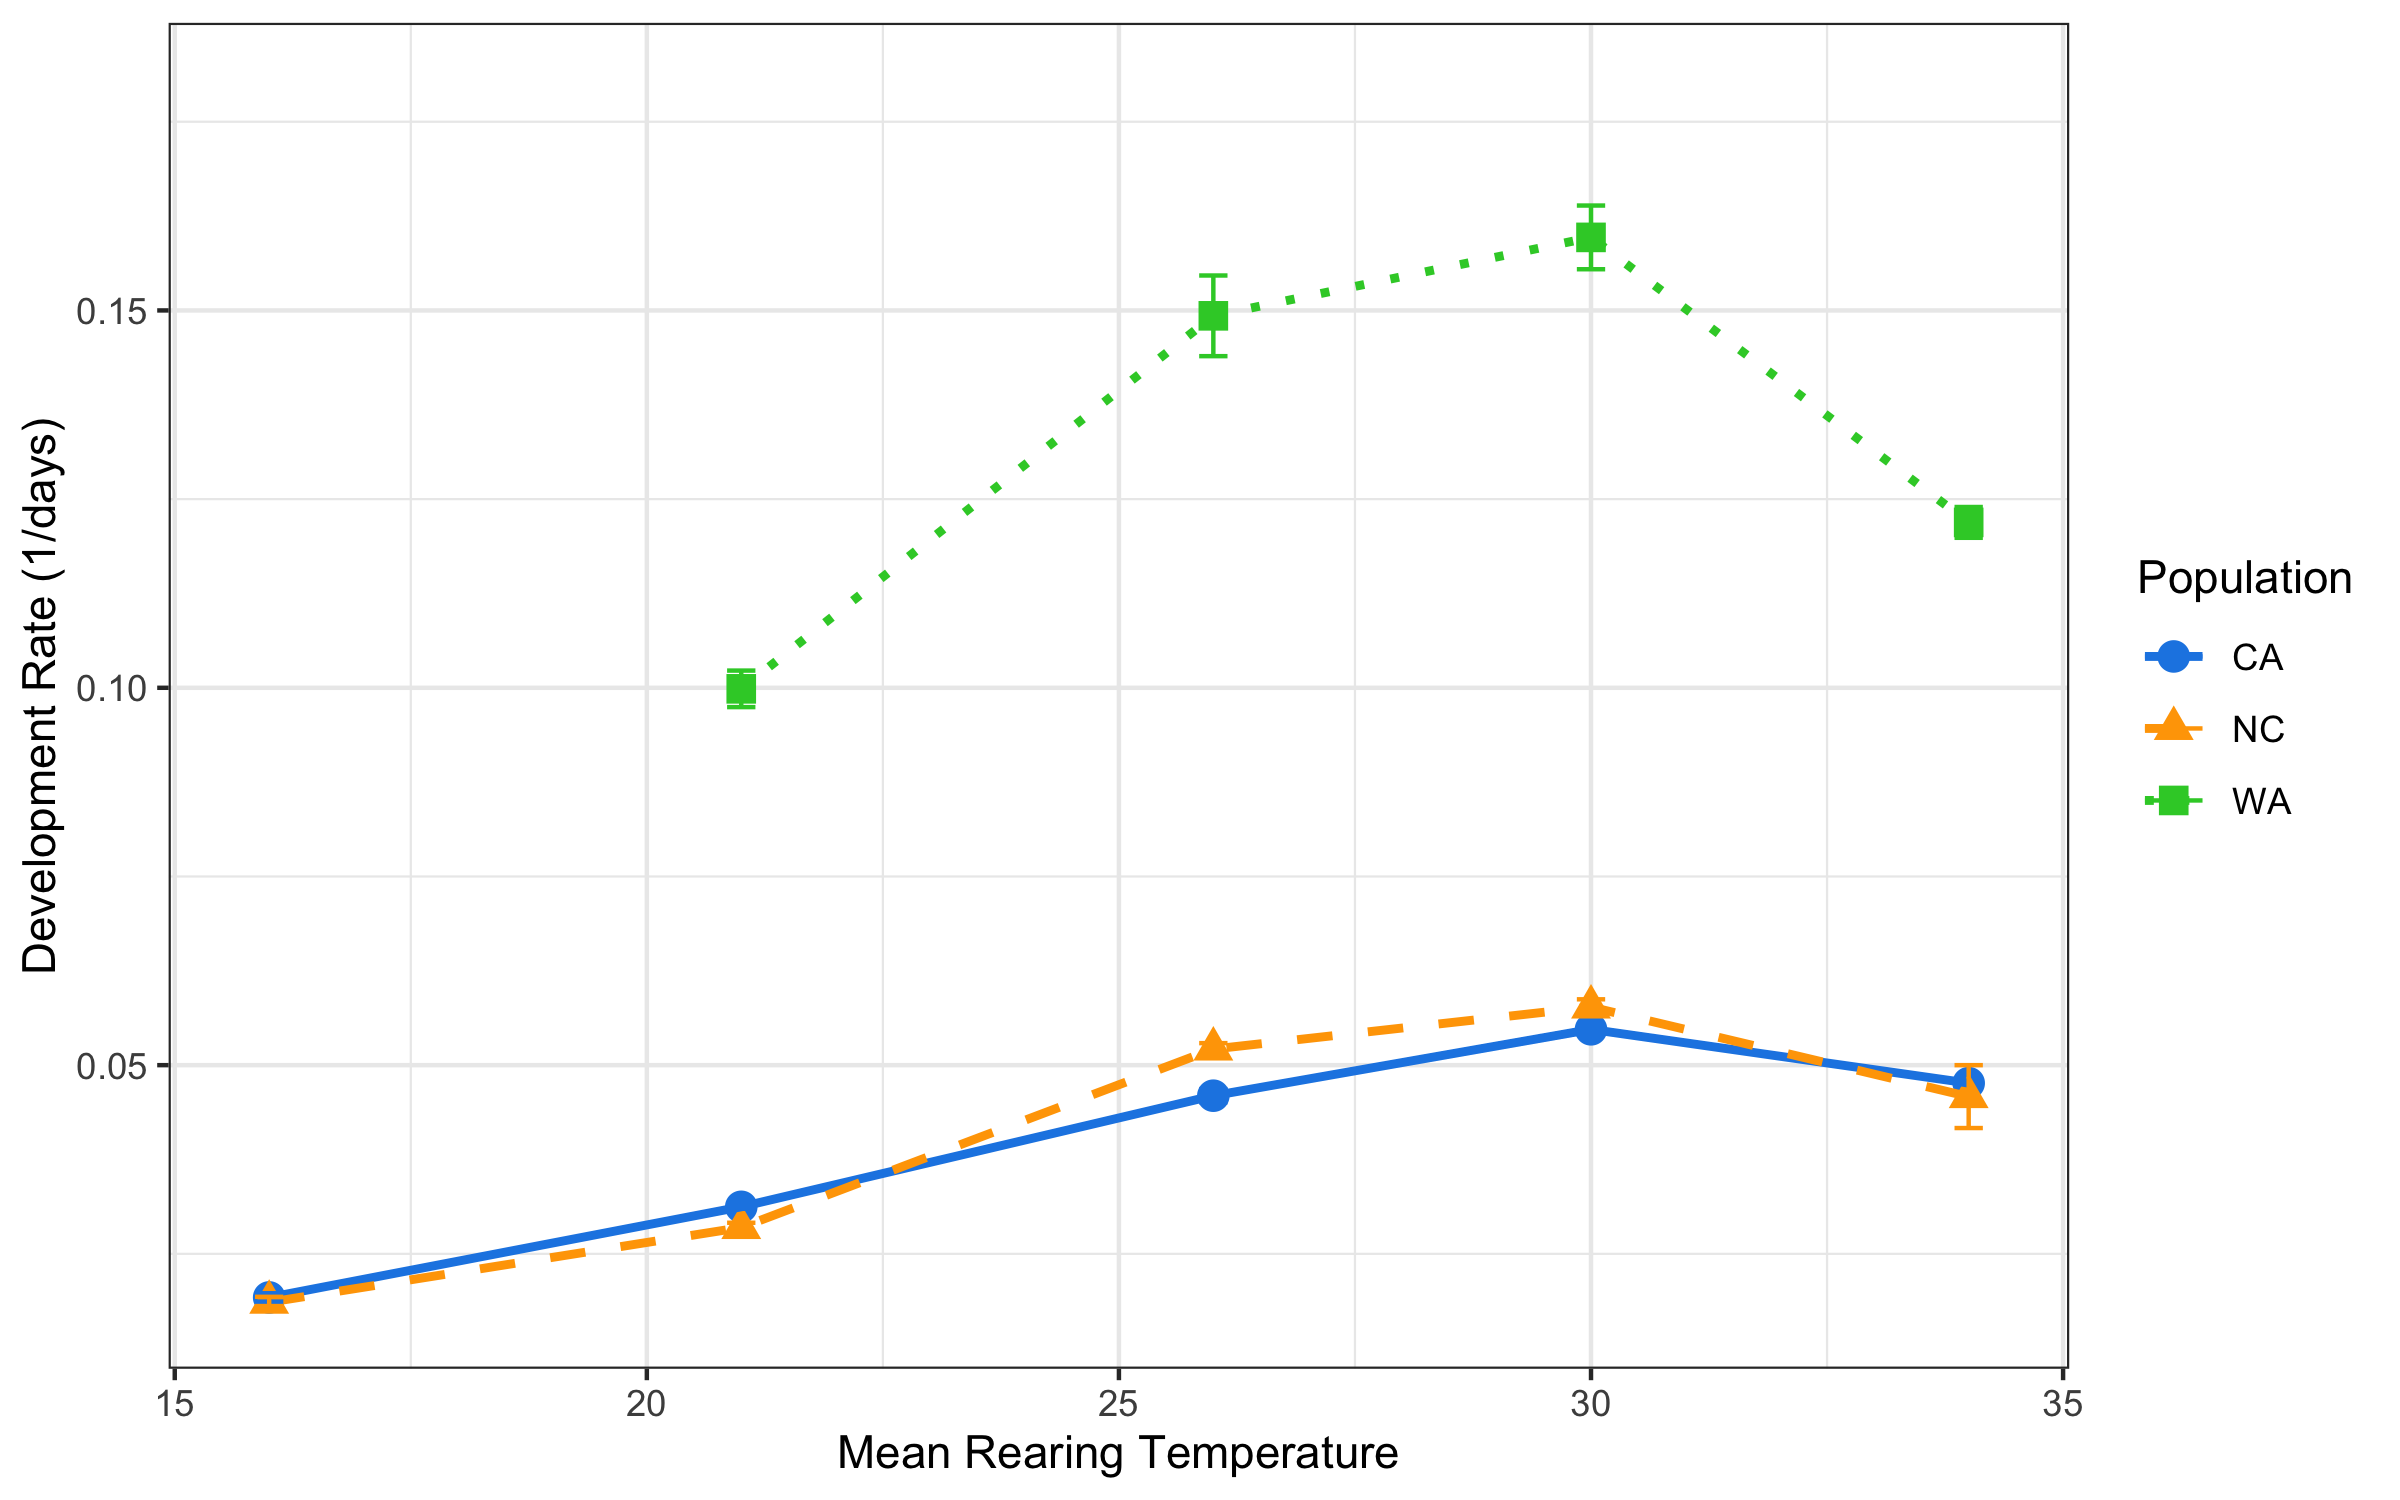 Development Rate (1/days)
0.15
0.10
0.05
15 20 25 30 35
Mean Rearing Temperature
Population
CA
NC
WA